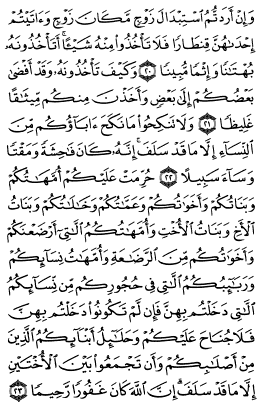 وَإِنْ أَرَدتُّمُ ٱسْتِبْدَالَ زَوْجٍ مَّكَانَ زَوْجٍ وَءَاتَيْتُمْ
إِحْدَىٰهُنَّ قِنطَارًا فَلَا تَأْخُذُوا۟ مِنْهُ شَيْـًٔا أَتَأْخُذُونَهُۥ
بُهْتَـٰنًا وَإِثْمًا مُّبِينًا ٢٠ وَكَيْفَ تَأْخُذُونَهُۥ وَقَدْ أَفْضَىٰ
بَعْضُكُمْ إِلَىٰ بَعْضٍ وَأَخَذْنَ مِنكُم مِّيثَـٰقًا
غَلِيظًا ٢١ وَلَا تَنكِحُوا۟ مَا نَكَحَ ءَابَآؤُكُم مِّنَ
ٱلنِّسَآءِ إِلَّا مَا قَدْ سَلَفَ إِنَّهُۥ كَانَ فَـٰحِشَةً وَمَقْتًا
وَسَآءَ سَبِيلًا ٢٢ حُرِّمَتْ عَلَيْكُمْ أُمَّهَـٰتُكُمْ
وَبَنَاتُكُمْ وَأَخَوَٰتُكُمْ وَعَمَّـٰتُكُمْ وَخَـٰلَـٰتُكُمْ وَبَنَاتُ
ٱلْأَخِ وَبَنَاتُ ٱلْأُخْتِ وَأُمَّهَـٰتُكُمُ ٱلَّـٰتِىٓ أَرْضَعْنَكُمْ
وَأَخَوَٰتُكُم مِّنَ ٱلرَّضَـٰعَةِ وَأُمَّهَـٰتُ نِسَآئِكُمْ
وَرَبَـٰٓئِبُكُمُ ٱلَّـٰتِى فِى حُجُورِكُم مِّن نِّسَآئِكُمُ
ٱلَّـٰتِى دَخَلْتُم بِهِنَّ فَإِن لَّمْ تَكُونُوا۟ دَخَلْتُم بِهِنَّ
فَلَا جُنَاحَ عَلَيْكُمْ وَحَلَـٰٓئِلُ أَبْنَآئِكُمُ ٱلَّذِينَ
مِنْ أَصْلَـٰبِكُمْ وَأَن تَجْمَعُوا۟ بَيْنَ ٱلْأُخْتَيْنِ
إِلَّا مَا قَدْ سَلَفَ إِنَّ ٱللَّهَ كَانَ غَفُورًا رَّحِيمًا ٢٣